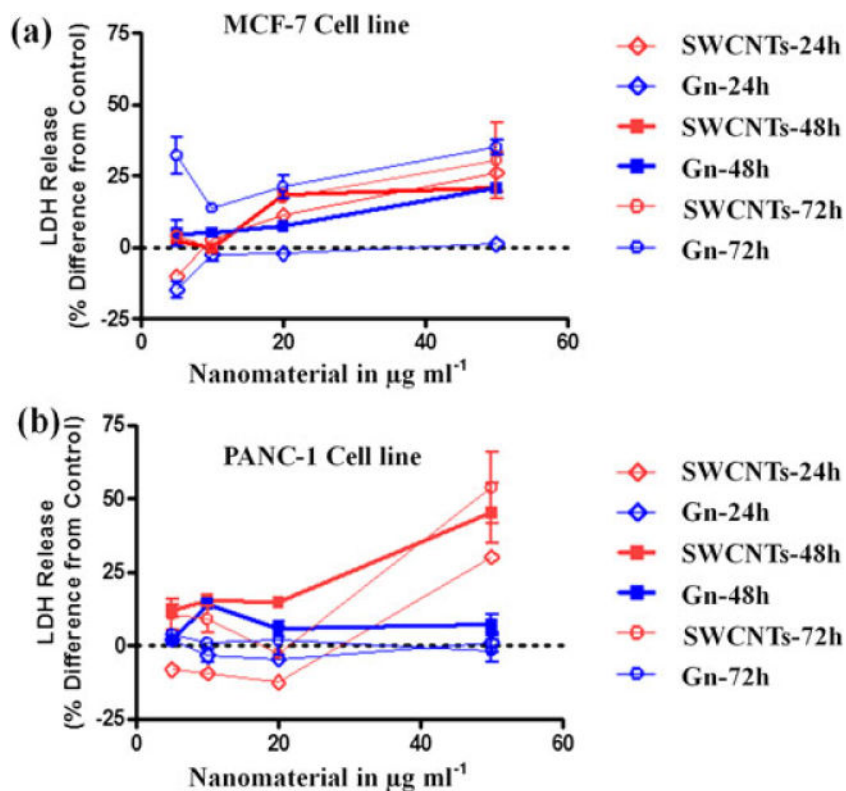 (a)
MCF-7 Cell line
LDH Release
(% Difference from Control)
75
50
25
0
-25
0
20
40
60
Nanomaterial in µg ml⁻¹
SWCNTs-24h
Gn-24h
SWCNTs-48h
Gn-48h
SWCNTs-72h
Gn-72h
(b)
PANC-1 Cell line
LDH Release
(% Difference from Control)
75
50
25
0
-25
0
20
40
60
Nanomaterial in µg ml⁻¹
SWCNTs-24h
Gn-24h
SWCNTs-48h
Gn-48h
SWCNTs-72h
Gn-72h